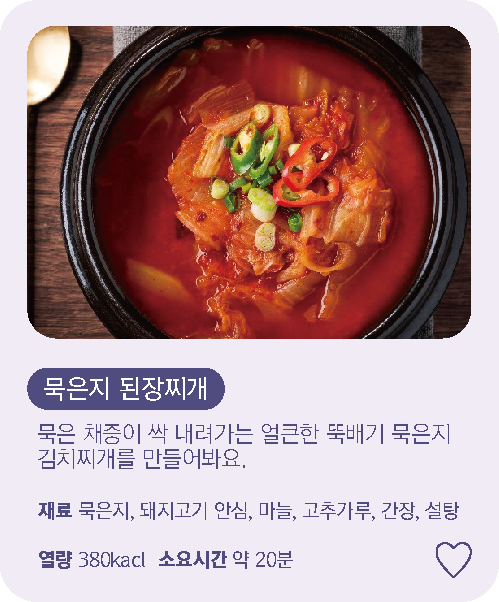 묵은지 된장찌개
묵은 채증이 싹 내려가는 얼큰한 뚝배기 묵은지
김치찌개를 만들어봐요.
재료 묵은지, 돼지고기 안심, 마늘, 고추가루, 간장, 설탕
열량 380kacl 소요시간 약 20분